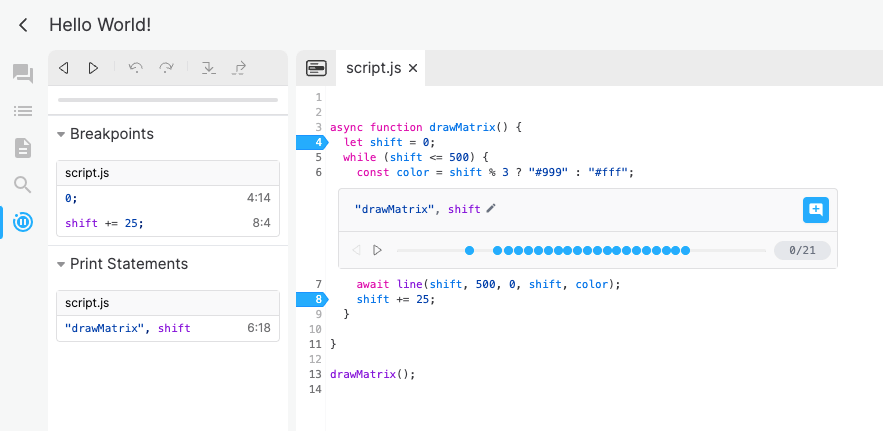 Hello World!
script.js ×
Breakpoints
script.js
0; 4:14
shift += 25; 8:4
Print Statements
script.js
"drawMatrix", shift 6:18
1
2
3 async function drawMatrix() {
4 let shift = 0;
5 while (shift <= 500) {
6 const color = shift % 3 ? "#999" : "#fff";
"drawMatrix", shift
0/21
7 await line(shift, 500, 0, shift, color);
8 shift += 25;
9 }
10
11 }
12
13 drawMatrix();
14